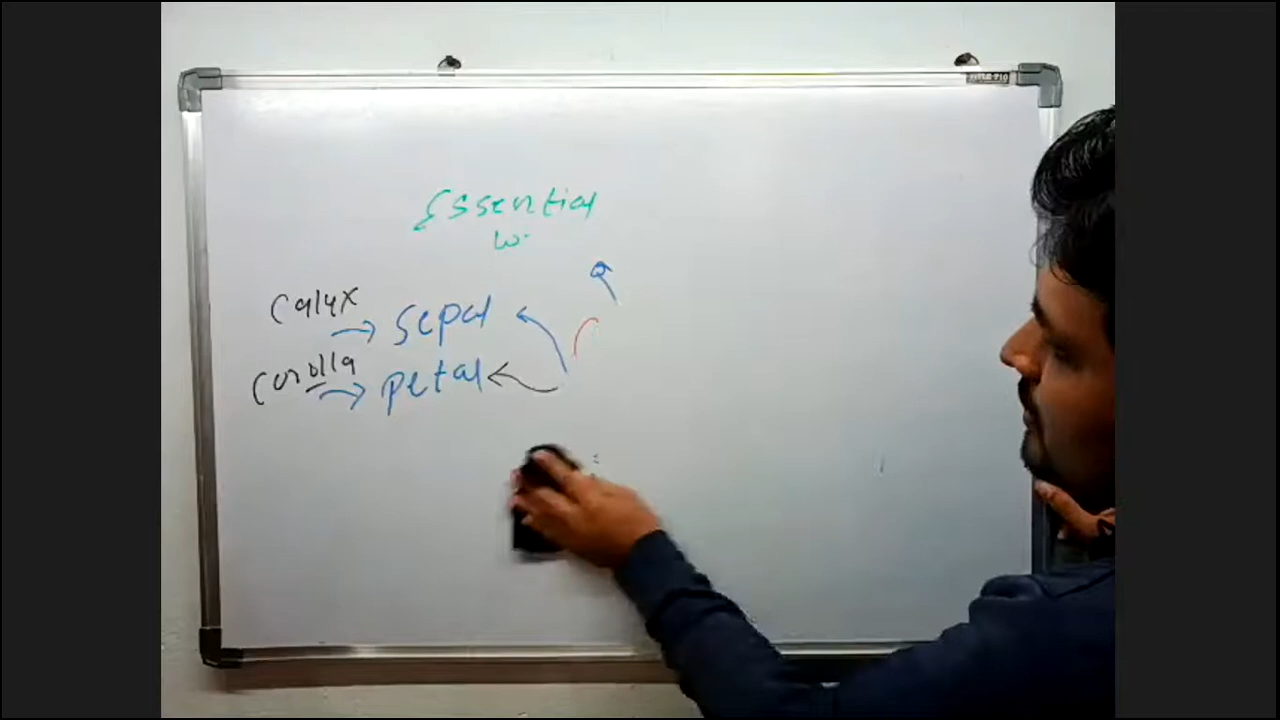 Essential
w
Calyx → sepal
Corolla → petal